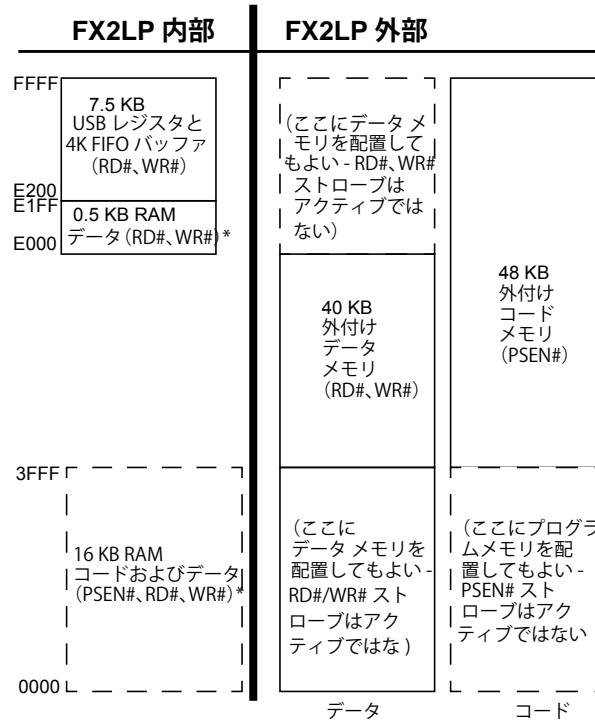 FX2LP 内部
FX2LP 外部
FFFF
7.5 KB
USB レジスタと
4K FIFO バッファ
(RD#、WR#)
E200
E1FF
0.5 KB RAM
データ(RD#、WR#)*
E000
(ここにデータ メ
モリを配置して
もよい - RD#、WR#
ストローブは
アクティブでは
ない)
40 KB
外付け
データ
メモリ
(RD#、WR#)
48 KB
外付け
コード
メモリ
(PSEN#)
3FFF
16 KB RAM
コードおよびデータ
(PSEN#、RD#、WR#)*
(ここに
データ メモリを
配置してもよい -
RD#/WR# スト
ローブはアク
ティブではな )
(ここにプログラ
ムメモリを配
置してもよい -
PSEN# スト
ローブはアク
ティブではない
0000
データ
コード